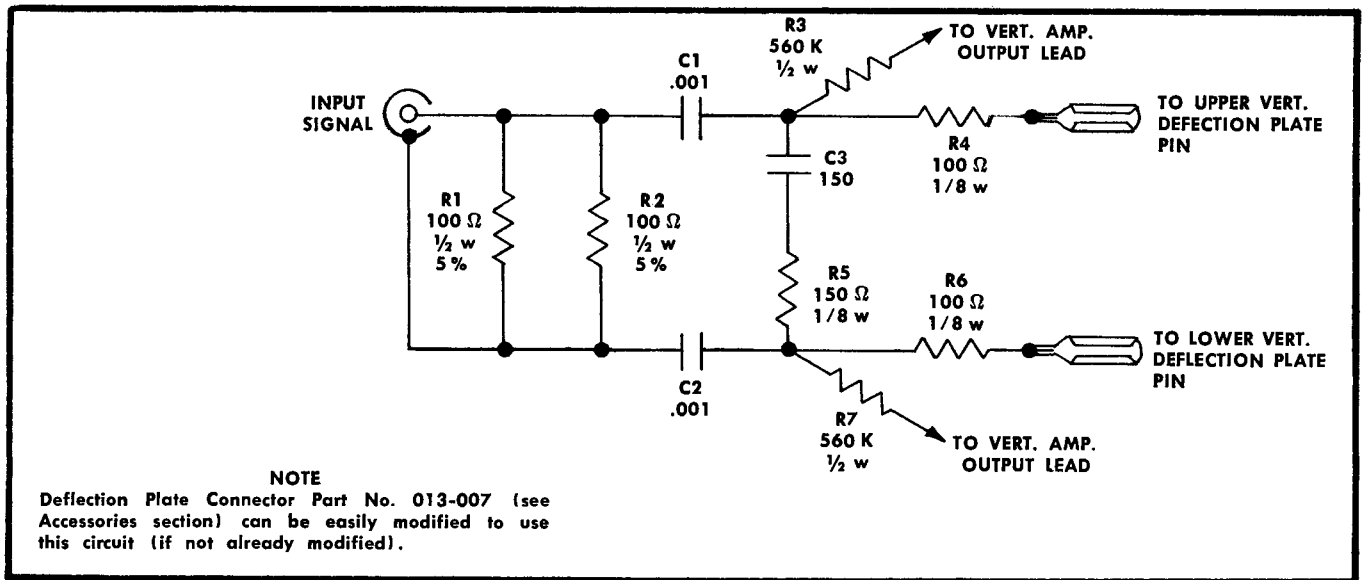 R3
560 K
½ w
TO VERT. AMP.
OUTPUT LEAD
C1
.001
INPUT
SIGNAL
TO UPPER VERT.
DEFECTION PLATE
PIN
R4
100 Ω
1/8 w
C3
150
R1
100 Ω
½ w
5%
R2
100 Ω
½ w
5%
R5
150 Ω
1/8 w
R6
100 Ω
1/8 w
TO LOWER VERT.
DEFLECTION PLATE
PIN
C2
.001
R7
560 K
½ w
TO VERT. AMP.
OUTPUT LEAD
NOTE
Deflection Plate Connector Part No. 013-007 (see
Accessories section) can be easily modified to use
this circuit (if not already modified).